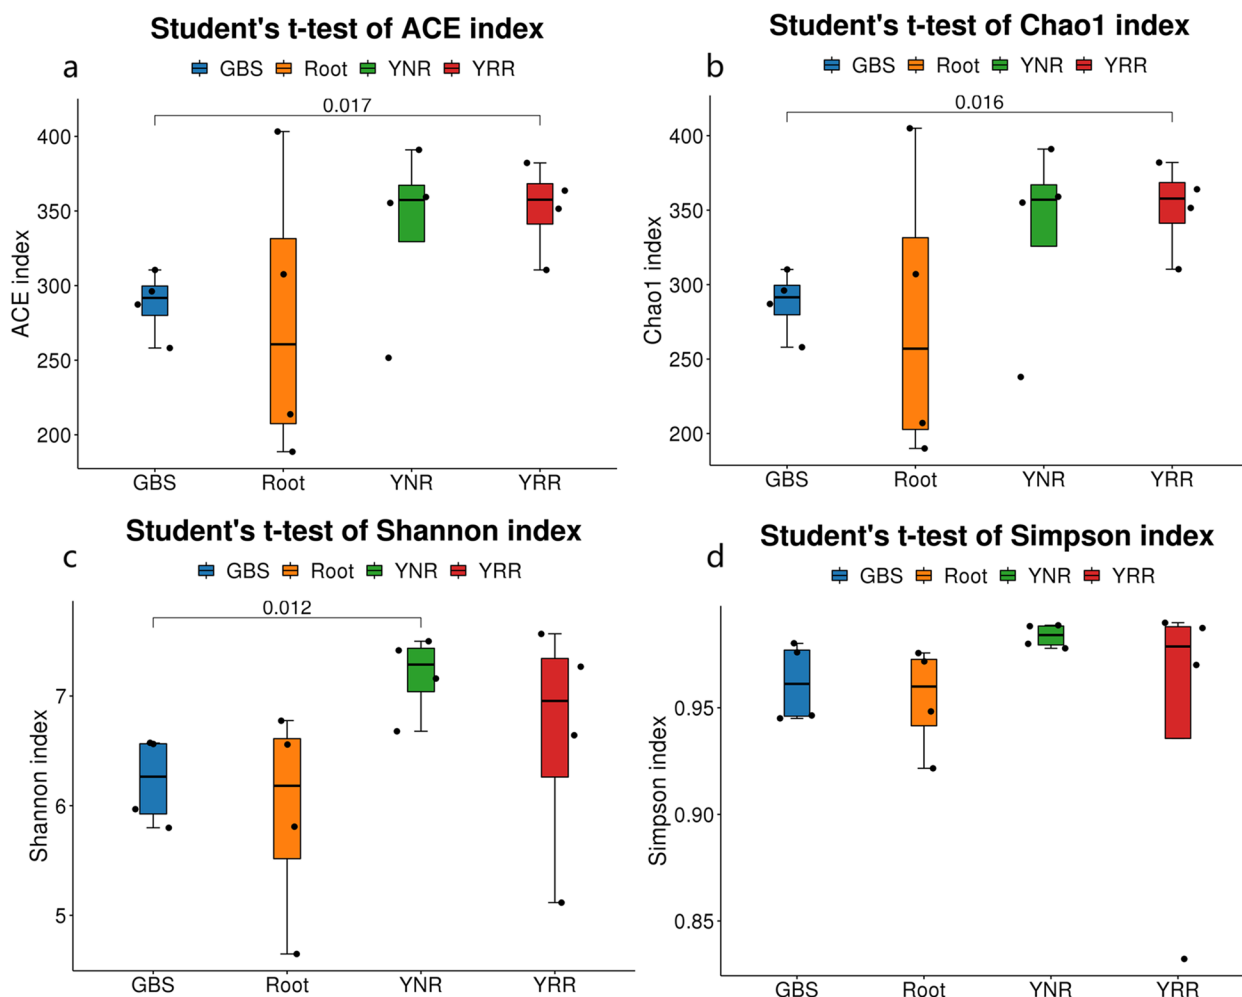 Student's t-test of ACE index
a
GBS Root YNR YRR
0.017
400
350
300
250
200
ACE index
GBS Root YNR YRR
Student's t-test of Chao1 index
b
GBS Root YNR YRR
0.016
400
350
300
250
200
Chao1 index
GBS Root YNR YRR
Student's t-test of Shannon index
c
GBS Root YNR YRR
0.012
7
6
5
Shannon index
GBS Root YNR YRR
Student's t-test of Simpson index
d
GBS Root YNR YRR
0.95
0.90
0.85
Simpson index
GBS Root YNR YRR